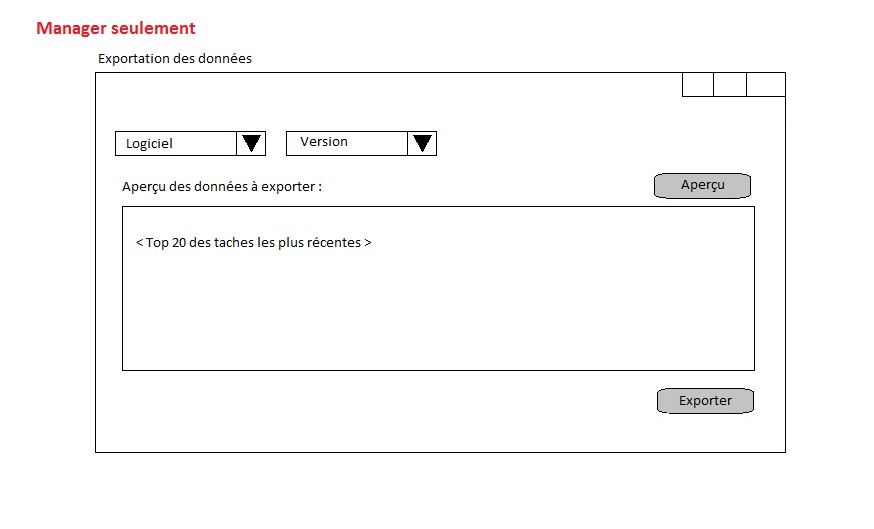 Manager seulement
Exportation des données
Logiciel
Version
Aperçu des données à exporter :
Aperçu
< Top 20 des taches les plus récentes >
Exporter